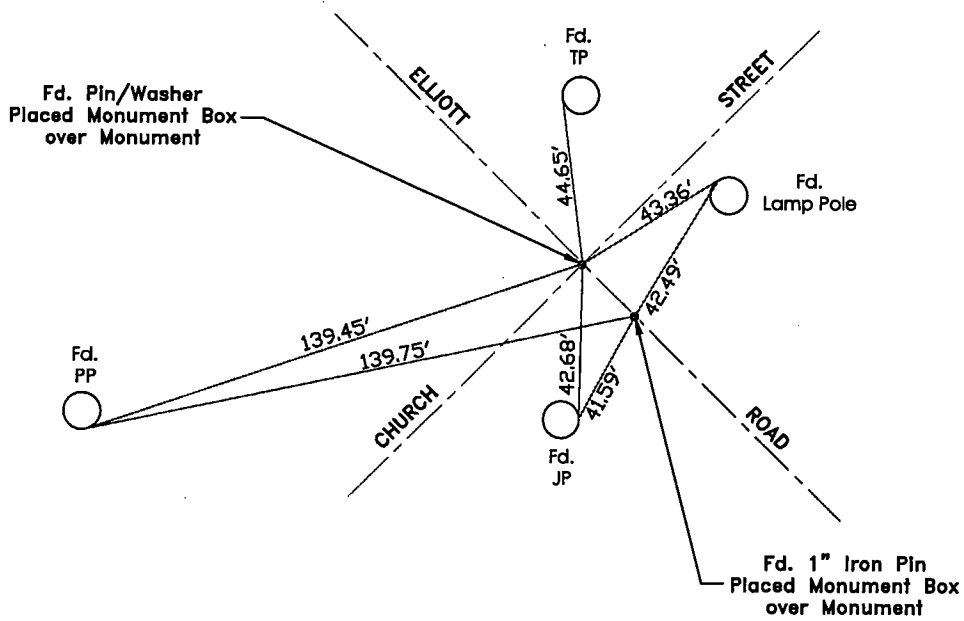 Fd.
TP
ELLIOTT
STREET
Fd. Pin/Washer
Placed Monument Box
over Monument
44.65'
43.36'
Fd.
Lamp Pole
42.49'
139.45'
139.75'
Fd.
PP
42.68'
41.59'
CHURCH
ROAD
Fd.
JP
Fd. 1" Iron Pin
Placed Monument Box
over Monument